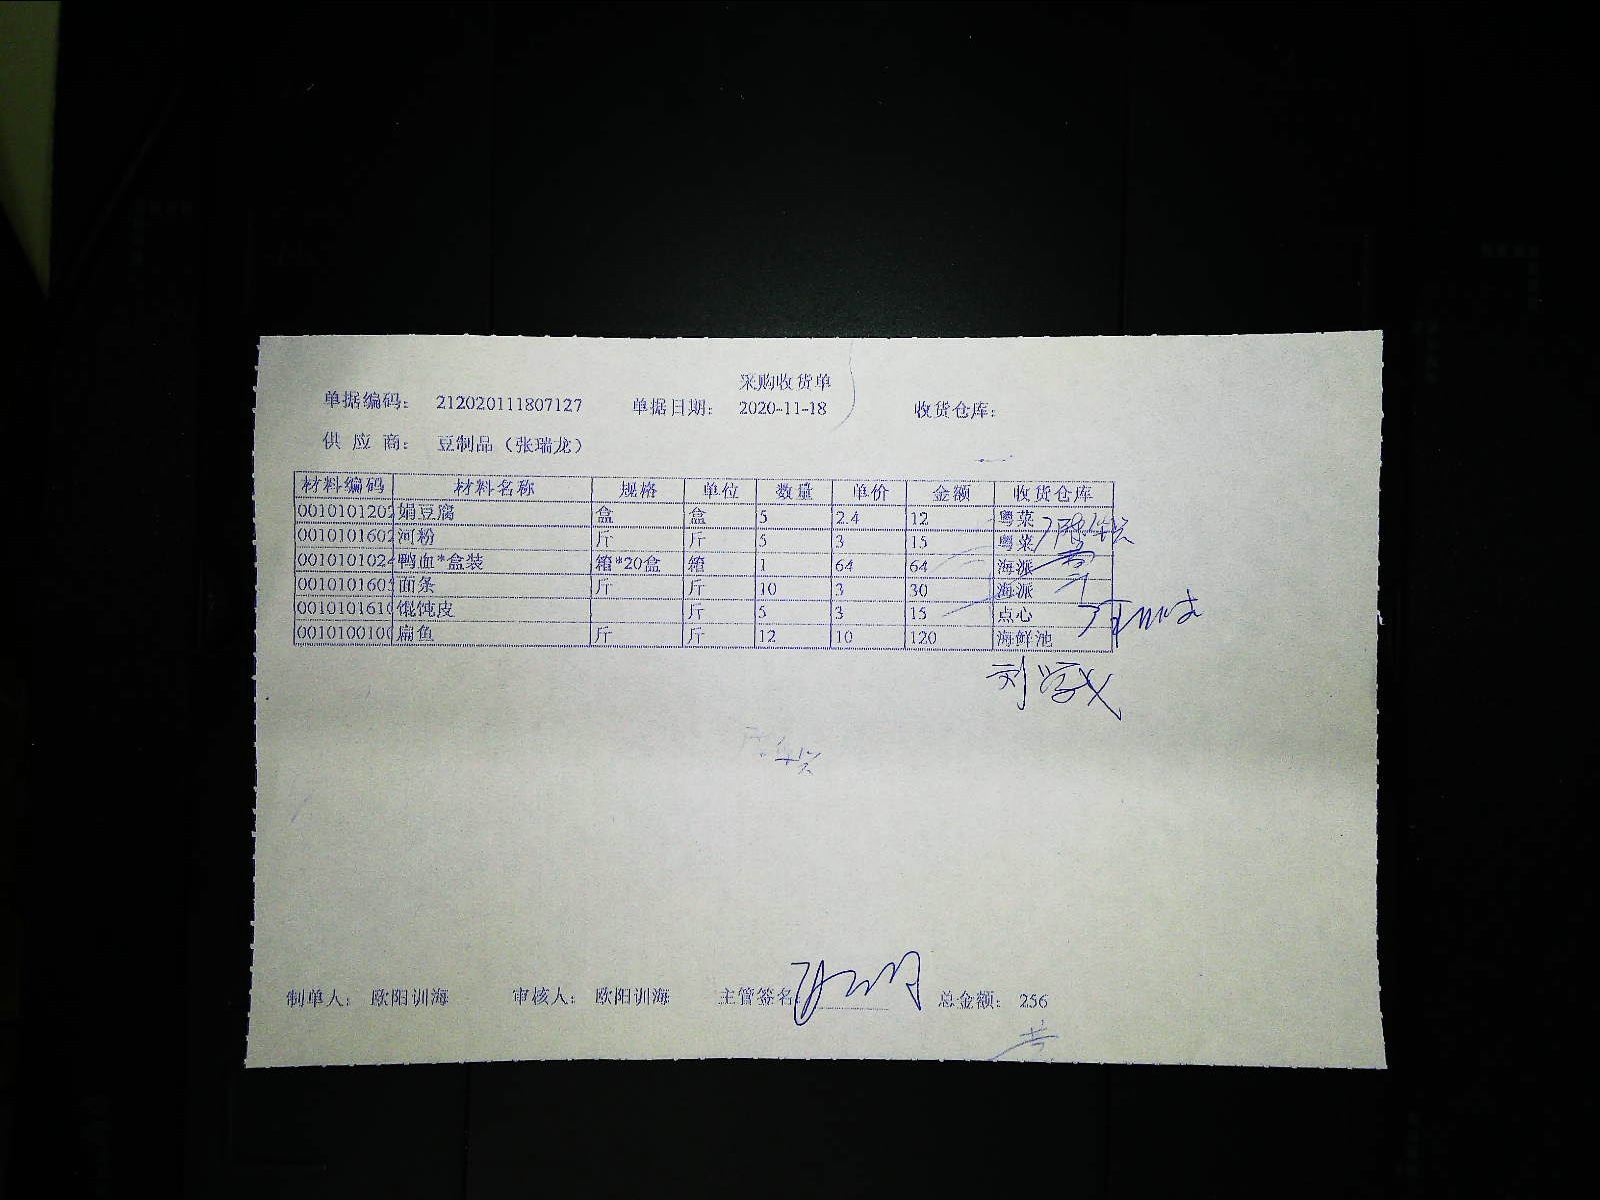 采购收货单
单据编码： 212020111807127 单据日期： 2020-11-18 收货仓库：
供 应 商： 豆制品（张瑞龙）
材料编码 材料名称 规格 单位 数量 单价 金额 收货仓库
0010101202 娟豆腐 盒 盒 5 2.4 12 粤菜
0010101602 河粉 斤 斤 5 3 15 粤菜
0010101024 鸭血*盒装 箱*20盒 箱 1 64 64 海派
001010160 面条 斤 斤 10 3 30 海派
0010101610 馄饨皮 斤 5 3 15 点心
0010100100 扁鱼 斤 斤 12 10 120 海鲜池
制单人： 欧阳训海 审核人： 欧阳训海 主管签名： 总金额： 256